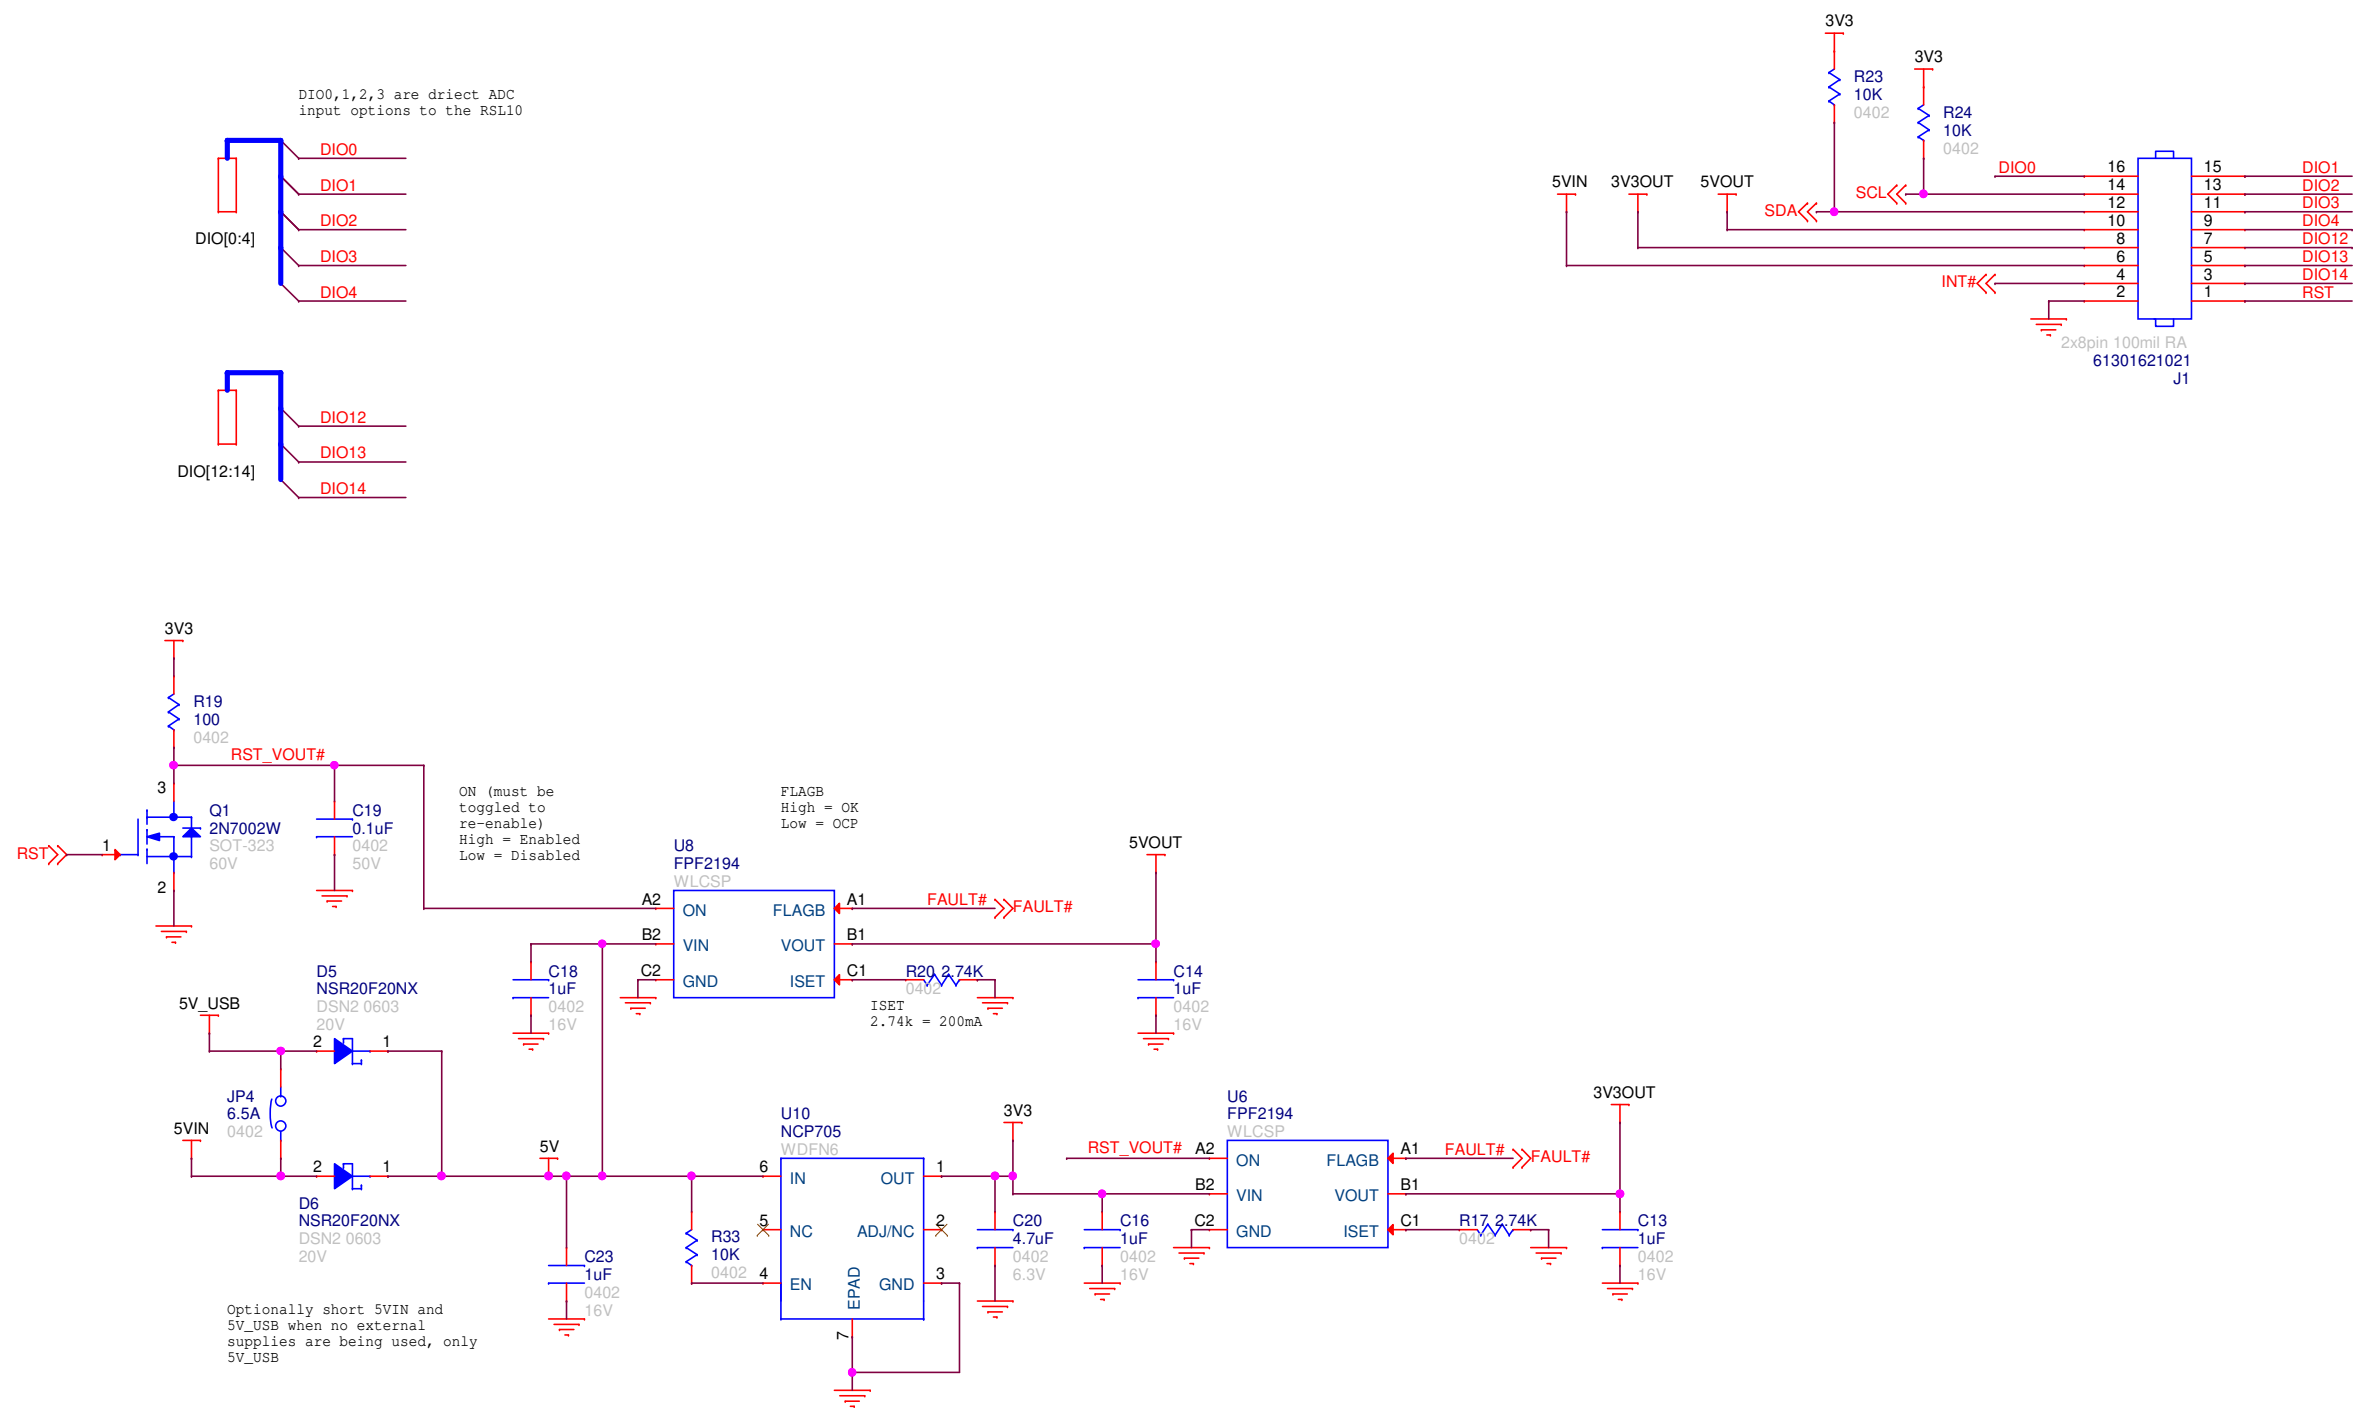 DIO0,1,2,3 are driect ADC
input options to the RSL10
DIO0
DIO1
DIO2
DIO3
DIO4
DIO[0:4]
DIO12
DIO13
DIO14
DIO[12:14]
3V3
R23
10K
0402
3V3
R24
10K
0402
5VIN
3V3OUT
5VOUT
SDA
SCL
INT#
DIO0
16
14
12
10
8
6
4
2
15
13
11
9
7
5
3
1
DIO1
DIO2
DIO3
DIO4
DIO12
DIO13
DIO14
RST
2x8pin 100mil RA
61301621021
J1
3V3
R19
100
0402
RST_VOUT#
3
Q1
2N7002W
SOT-323
60V
RST
1
2
C19
0.1uF
0402
50V
ON (must be
toggled to
re-enable)
High = Enabled
Low = Disabled
FLAGB
High = OK
Low = OCP
U8
FPF2194
WLCSP
A2
ON
FLAGB
A1
FAULT#
FAULT#
B2
VIN
VOUT
B1
C2
GND
ISET
C1
R20 2.74K
0402
ISET
2.74k = 200mA
5VOUT
C18
1uF
0402
16V
C14
1uF
0402
16V
D5
NSR20F20NX
DSN2 0603
20V
5V_USB
2
1
JP4
6.5A
0402
5VIN
2
1
D6
NSR20F20NX
DSN2 0603
20V
5V
C23
1uF
0402
16V
R33
10K
0402
U10
NCP705
WDFN6
6
IN
OUT
1
5
NC
ADJ/NC
2
4
EN
EPAD
GND
3
7
3V3
C20
4.7uF
0402
6.3V
C16
1uF
0402
16V
U6
FPF2194
WLCSP
RST_VOUT#
A2
ON
FLAGB
A1
FAULT#
FAULT#
B2
VIN
VOUT
B1
C2
GND
ISET
C1
R17 2.74K
0402
3V3OUT
C13
1uF
0402
16V
Optionally short 5VIN and
5V_USB when no external
supplies are being used, only
5V_USB